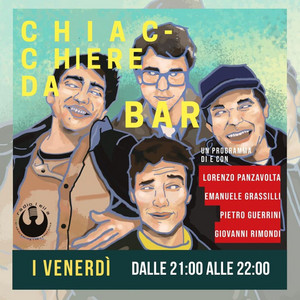 CHIAC-
CHIERE
DA
BAR
UN PROGRAMMA
DI E CON
LORENZO PANZAVOLTA
EMANUELE GRASSILLI
PIETRO GUERRINI
GIOVANNI RIMONDI
I VENERDÌ
DALLE 21:00 ALLE 22:00